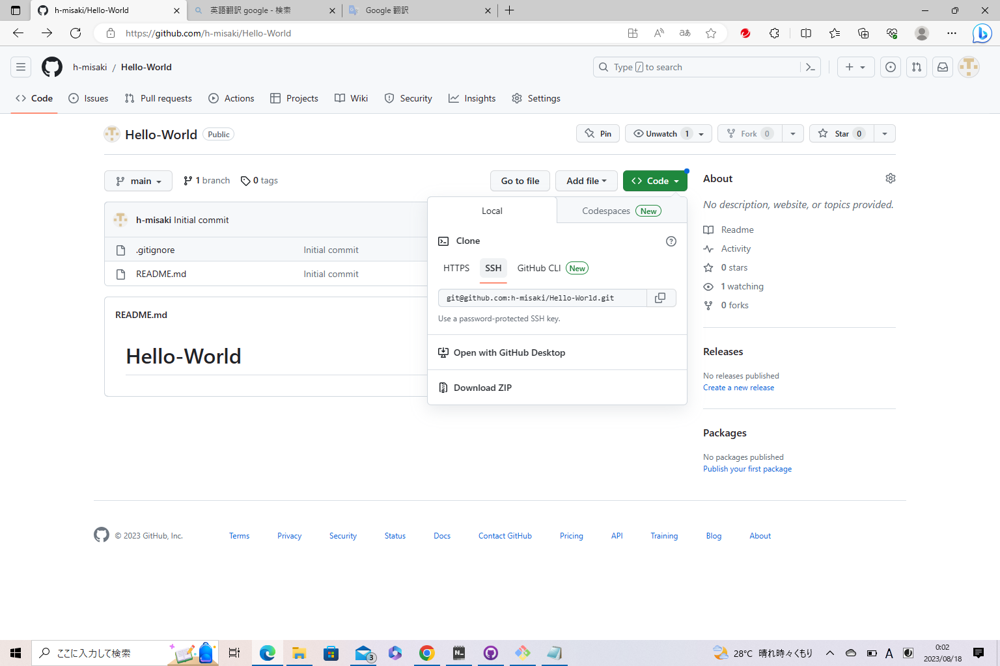 h-misaki/Hello-World
英語翻訳 google - 検索
Google 翻訳
https://github.com/h-misaki/Hello-World
h-misaki / Hello-World
Type / to search
Code
Issues
Pull requests
Actions
Projects
Wiki
Security
Insights
Settings
Hello-World Public
Pin
Unwatch 1
Fork 0
Star 0
main
1 branch
0 tags
Go to file
Add file
Code
About
No description, website, or topics provided.
Readme
Activity
0 stars
1 watching
0 forks
Local
Codespaces New
Clone
HTTPS
SSH
GitHub CLI New
git@github.com:h-misaki/Hello-World.git
Use a password-protected SSH key.
Open with GitHub Desktop
Download ZIP
h-misaki Initial commit
.gitignore Initial commit
README.md Initial commit
README.md
Hello-World
Releases
No releases published
Create a new release
Packages
No packages published
Publish your first package
© 2023 GitHub, Inc.
Terms
Privacy
Security
Status
Docs
Contact GitHub
Pricing
API
Training
Blog
About
ここに入力して検索
3
N
28°C 晴れ時々くもり
A
0:02
2023/08/18